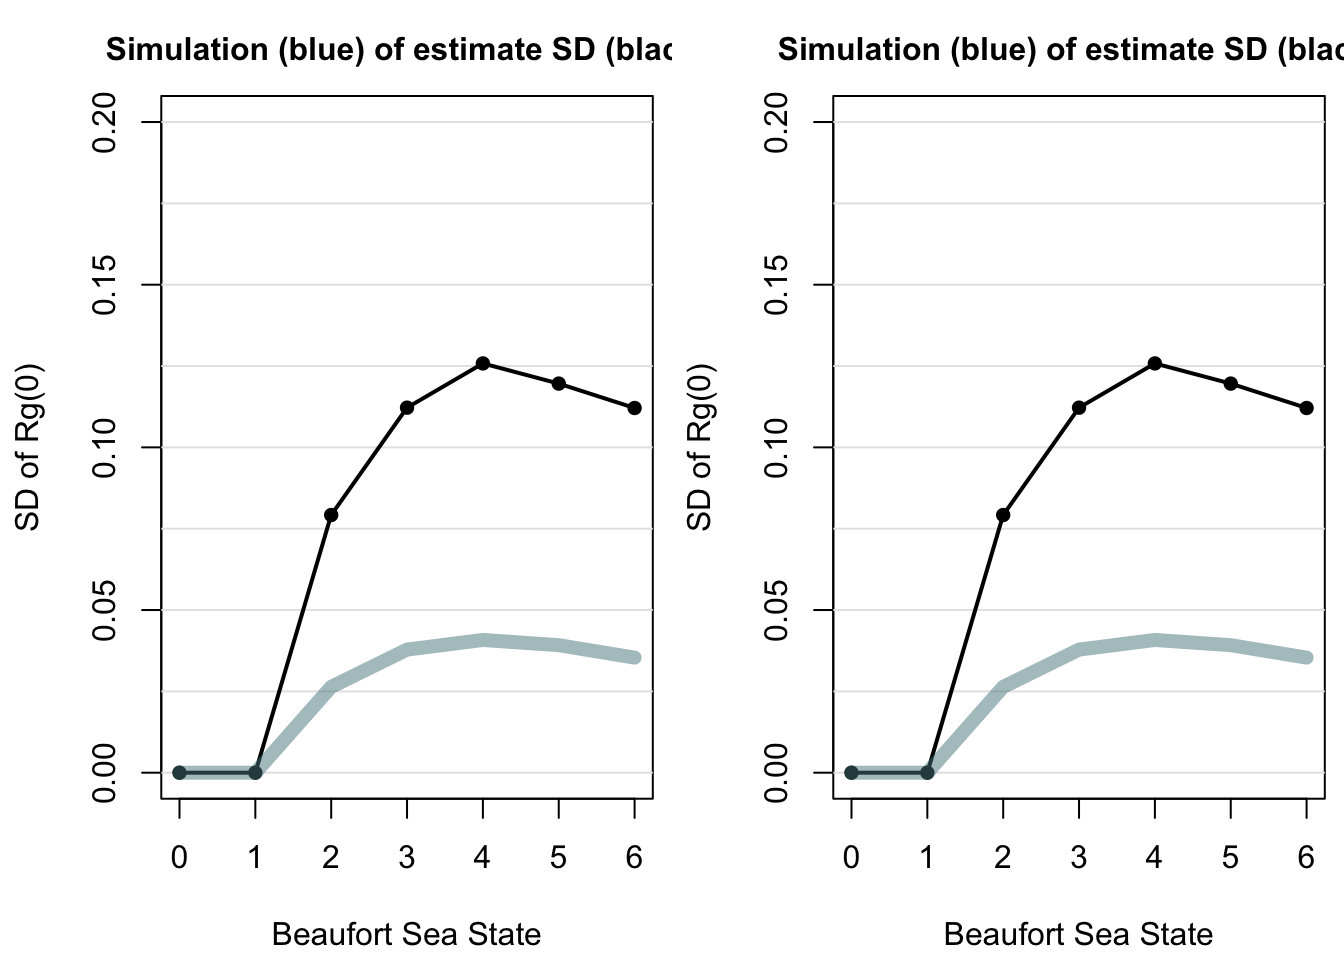 Simulation (blue) of estimate SD (blac
0.20
0.15
0.10
0.05
0.00
SD of Rg(0)
0 1 2 3 4 5 6
Beaufort Sea State
Simulation (blue) of estimate SD (blac
0.20
0.15
0.10
0.05
0.00
SD of Rg(0)
0 1 2 3 4 5 6
Beaufort Sea State